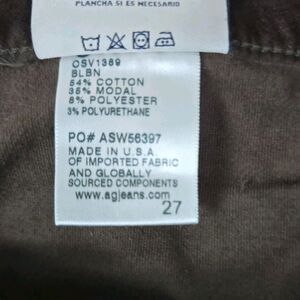 PLANCHA SI ES NECESARIO
OSV1389
BLBN
54% COTTON
35% MODAL
8% POLYESTER
3% POLYURETHANE
PO# ASW56397
MADE IN U.S.A.
OF IMPORTED FABRIC
AND GLOBALLY
SOURCED COMPONENTS
www.agjeans.com
27